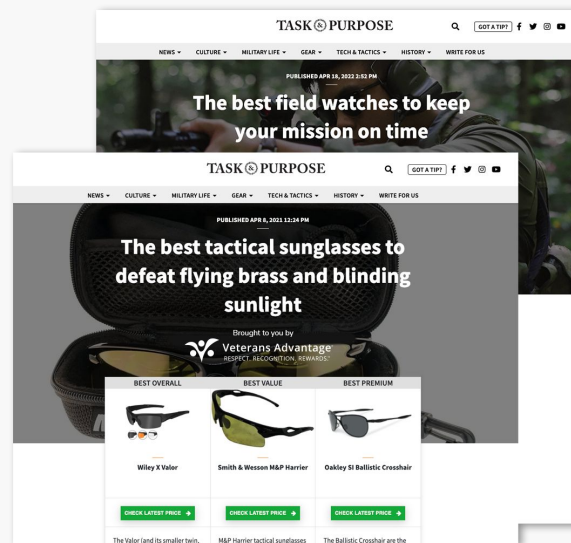 TASK & PURPOSE
GOT A TIP?
NEWS CULTURE MILITARY LIFE GEAR TECH & TACTICS HISTORY WRITE FOR US
PUBLISHED APR 18, 2022 2:52 PM
The best field watches to keep
your mission on time
TASK & PURPOSE
GOT A TIP?
NEWS CULTURE MILITARY LIFE GEAR TECH & TACTICS HISTORY WRITE FOR US
PUBLISHED APR 8, 2021 12:24 PM
The best tactical sunglasses to
defeat flying brass and blinding
sunlight
Brought to you by
Veterans Advantage
RESPECT. RECOGNITION. REWARDS.
BEST OVERALL BEST VALUE BEST PREMIUM
Wiley X Valor Smith & Wesson M&P Harrier Oakley SI Ballistic Crosshair
CHECK LATEST PRICE → CHECK LATEST PRICE → CHECK LATEST PRICE →
The Valor (and its smaller twin, M&P Harrier tactical sunglasses The Ballistic Crosshair are the